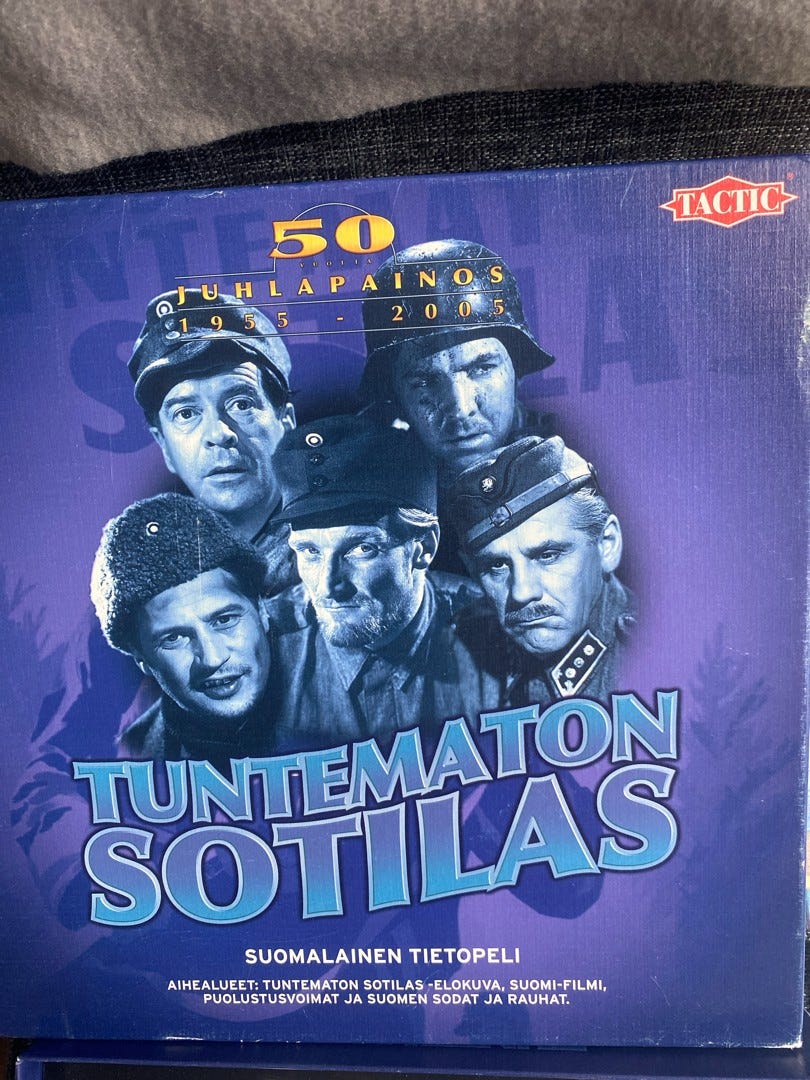 TACTIC
50
VUOTTA
JUHLAPAINOS
1955 - 2005
TUNTEMATON
SOTILAS
SUOMALAINEN TIETOPELI
AIHEALUEET: TUNTEMATON SOTILAS -ELOKUVA, SUOMI-FILMI,
PUOLUSTUSVOIMAT JA SUOMEN SODAT JA RAUHAT.